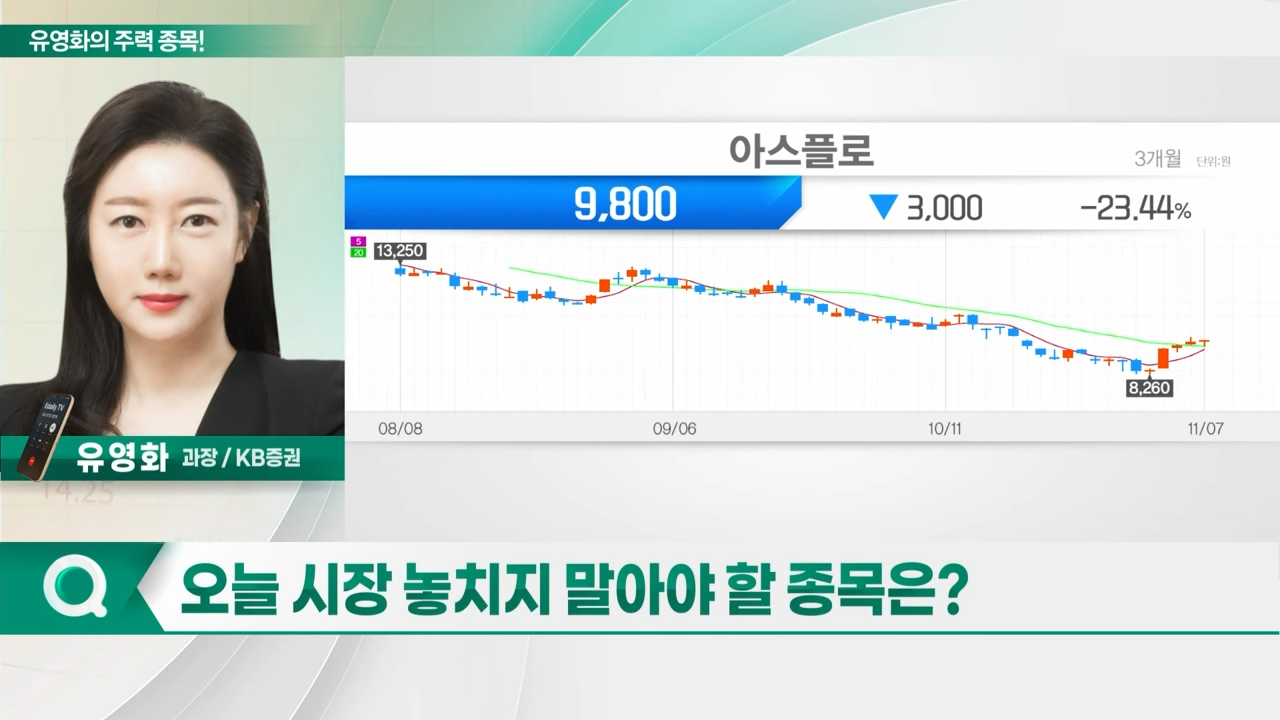 유영화의 주력 종목!
아스플로
3개월 단위:원
9,800 ▼ 3,000 -23.44%
5
20
13,250
8,260
08/08 09/06 10/11 11/07
Edaily TV
유영화 과장 / KB증권
14.25
오늘 시장 놓치지 말아야 할 종목은?